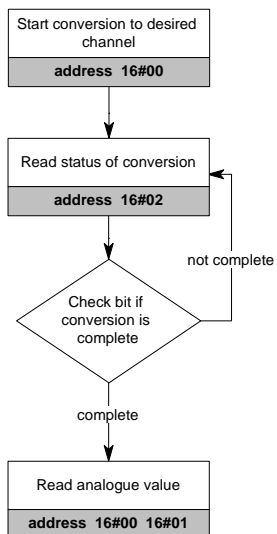 Start conversion to desired
channel
address 16#00
Read status of conversion
address 16#02
not complete
Check bit if
conversion is
complete
complete
Read analogue value
address 16#00 16#01